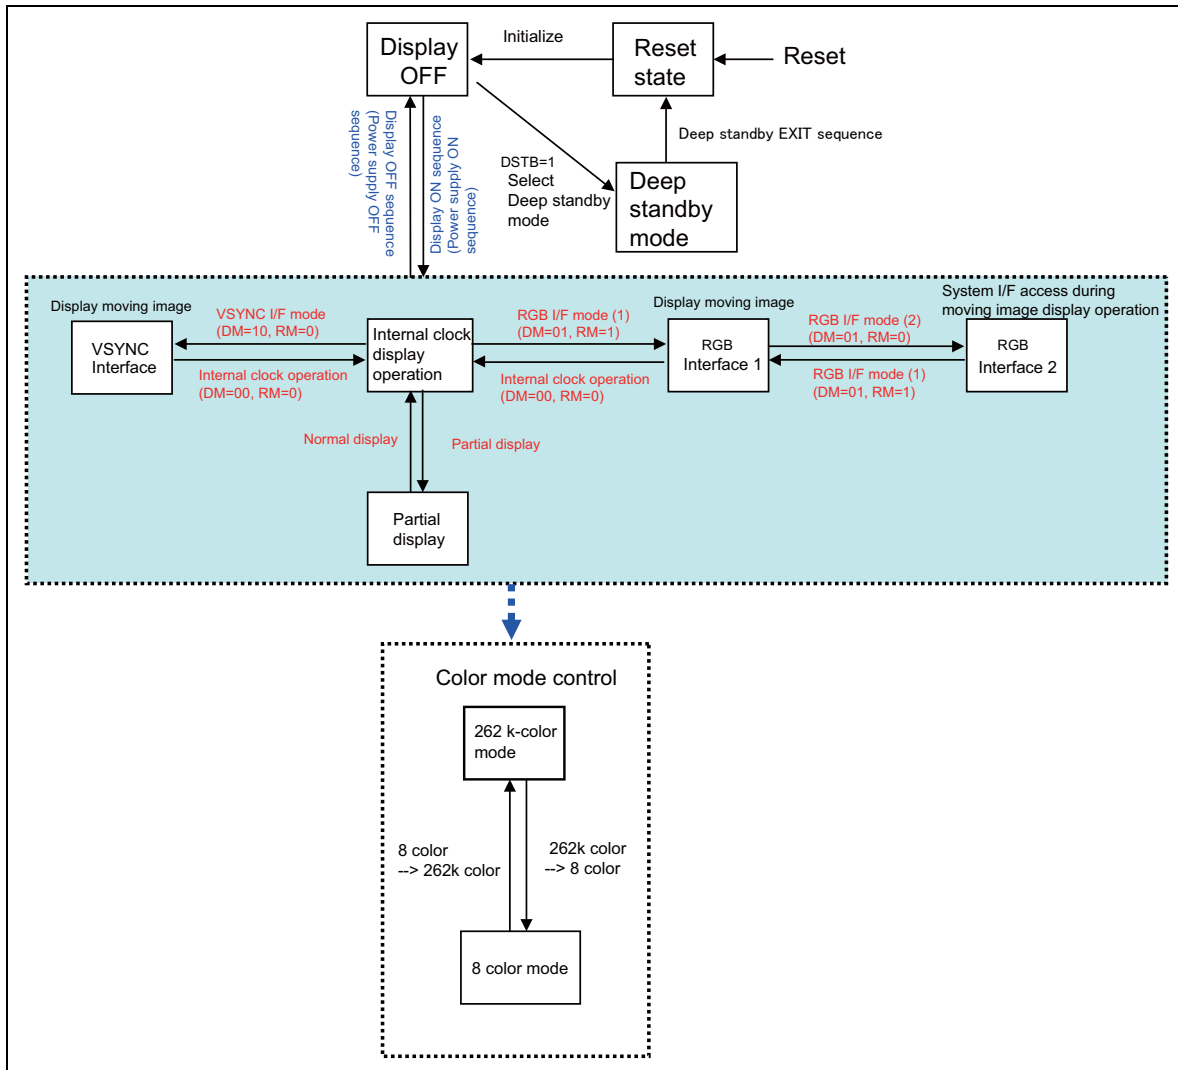 Display
OFF
Initialize
Reset
state
Reset
Deep standby EXIT sequence
DSTB=1
Select
Deep standby
mode
Deep
standby
mode
Display OFF sequence
(Power supply OFF
sequence)
Display ON sequence
(Power supply ON
sequence)
Display moving image
VSYNC
Interface
VSYNC I/F mode
(DM=10, RM=0)
Internal clock operation
(DM=00, RM=0)
Internal clock
display
operation
RGB I/F mode (1)
(DM=01, RM=1)
Internal clock operation
(DM=00, RM=0)
Display moving image
RGB
Interface 1
RGB I/F mode (2)
(DM=01, RM=0)
RGB I/F mode (1)
(DM=01, RM=1)
System I/F access during
moving image display operation
RGB
Interface 2
Normal display
Partial display
Partial
display
Color mode control
262 k-color
mode
8 color
--> 262k color
262k color
--> 8 color
8 color mode